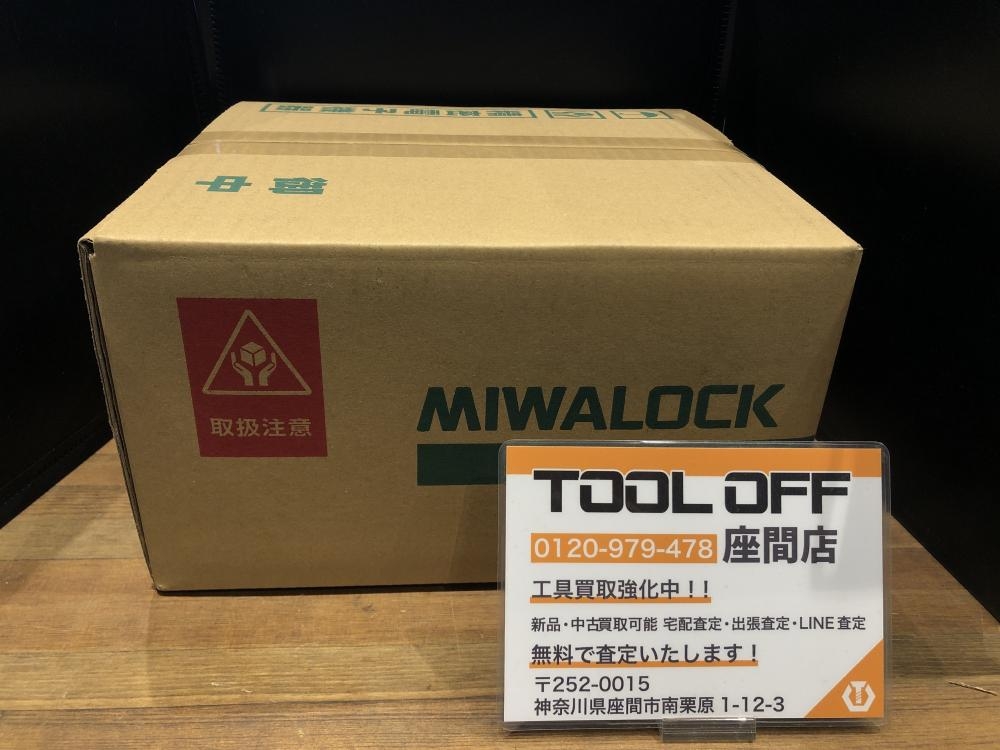 御中
取扱注意
MIWALOCK
TOOL OFF
0120-979-478 座間店
工具買取強化中!!
新品・中古買取可能 宅配査定・出張査定・LINE査定
無料で査定いたします!
〒252-0015
神奈川県座間市南栗原 1-12-3